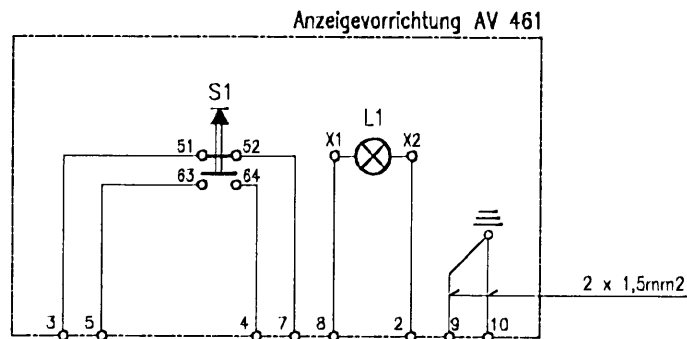 Anzeigevorrichtung AV 461
S1
L1
51 52
X1 X2
63 64
2 x 1,5mm2
3 5 4 7 8 2 9 10